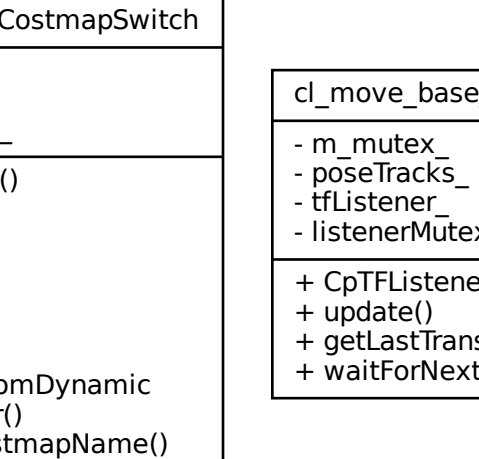 CostmapSwitch
_
()
omDynamic
r()
stmapName()
cl_move_base
- m_mutex_
- poseTracks_
- tfListener_
- listenerMutex
+ CpTFListene
+ update()
+ getLastTrans
+ waitForNext